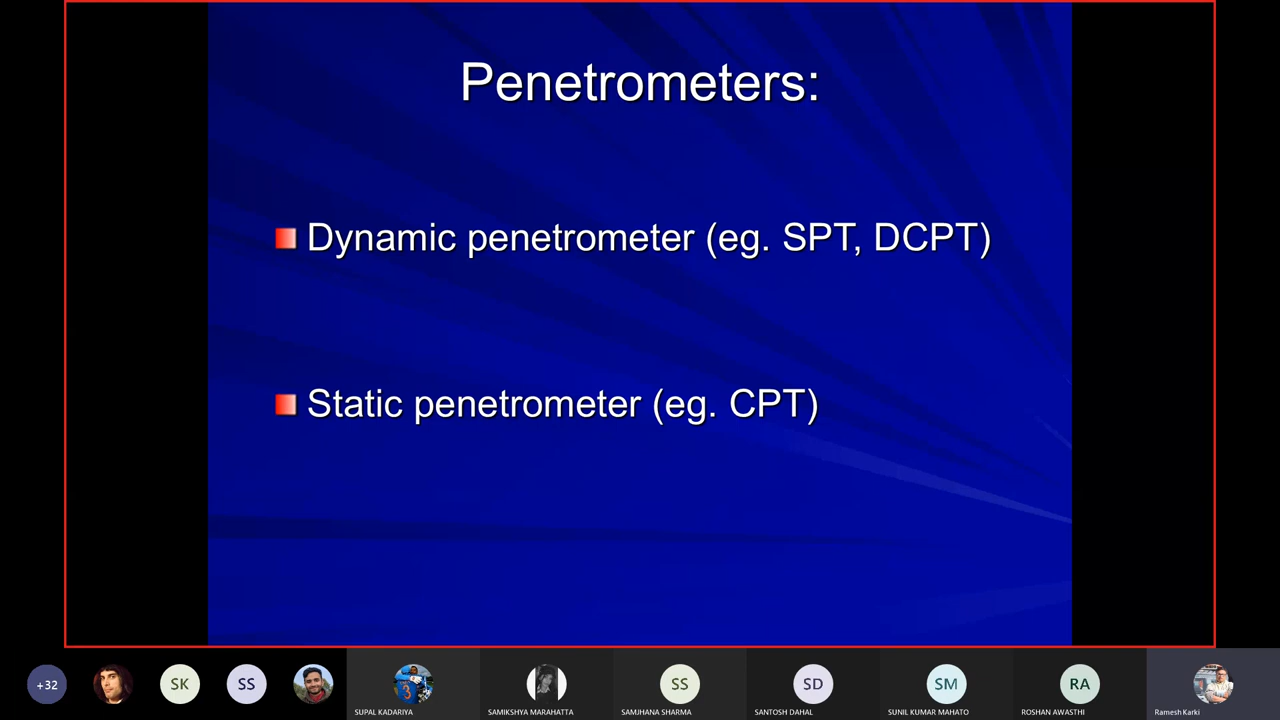 Penetrometers:
Dynamic penetrometer (eg. SPT, DCPT)
Static penetrometer (eg. CPT)
+32
SK
SS
SS
SD
SM
RA
SUPAL KADARIYA
SAMIKSHYA MARAHATTA
SAMJHANA SHARMA
SANTOSH DAHAL
SUNIL KUMAR MAHATO
ROSHAN AWASTHI
Ramesh Karki